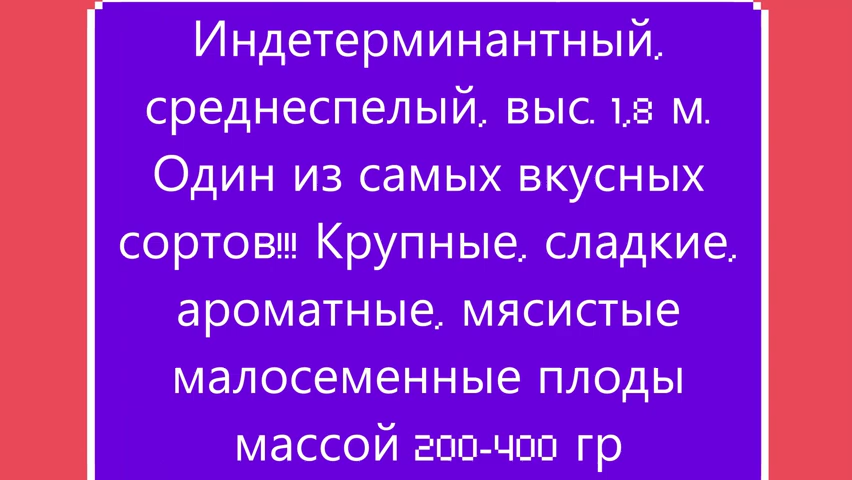 Индетерминантный,
среднеспелый, выс. 1,8 м.
Один из самых вкусных
сортов!!! Крупные, сладкие,
ароматные, мясистые
малосеменные плоды
массой 200-400 гр